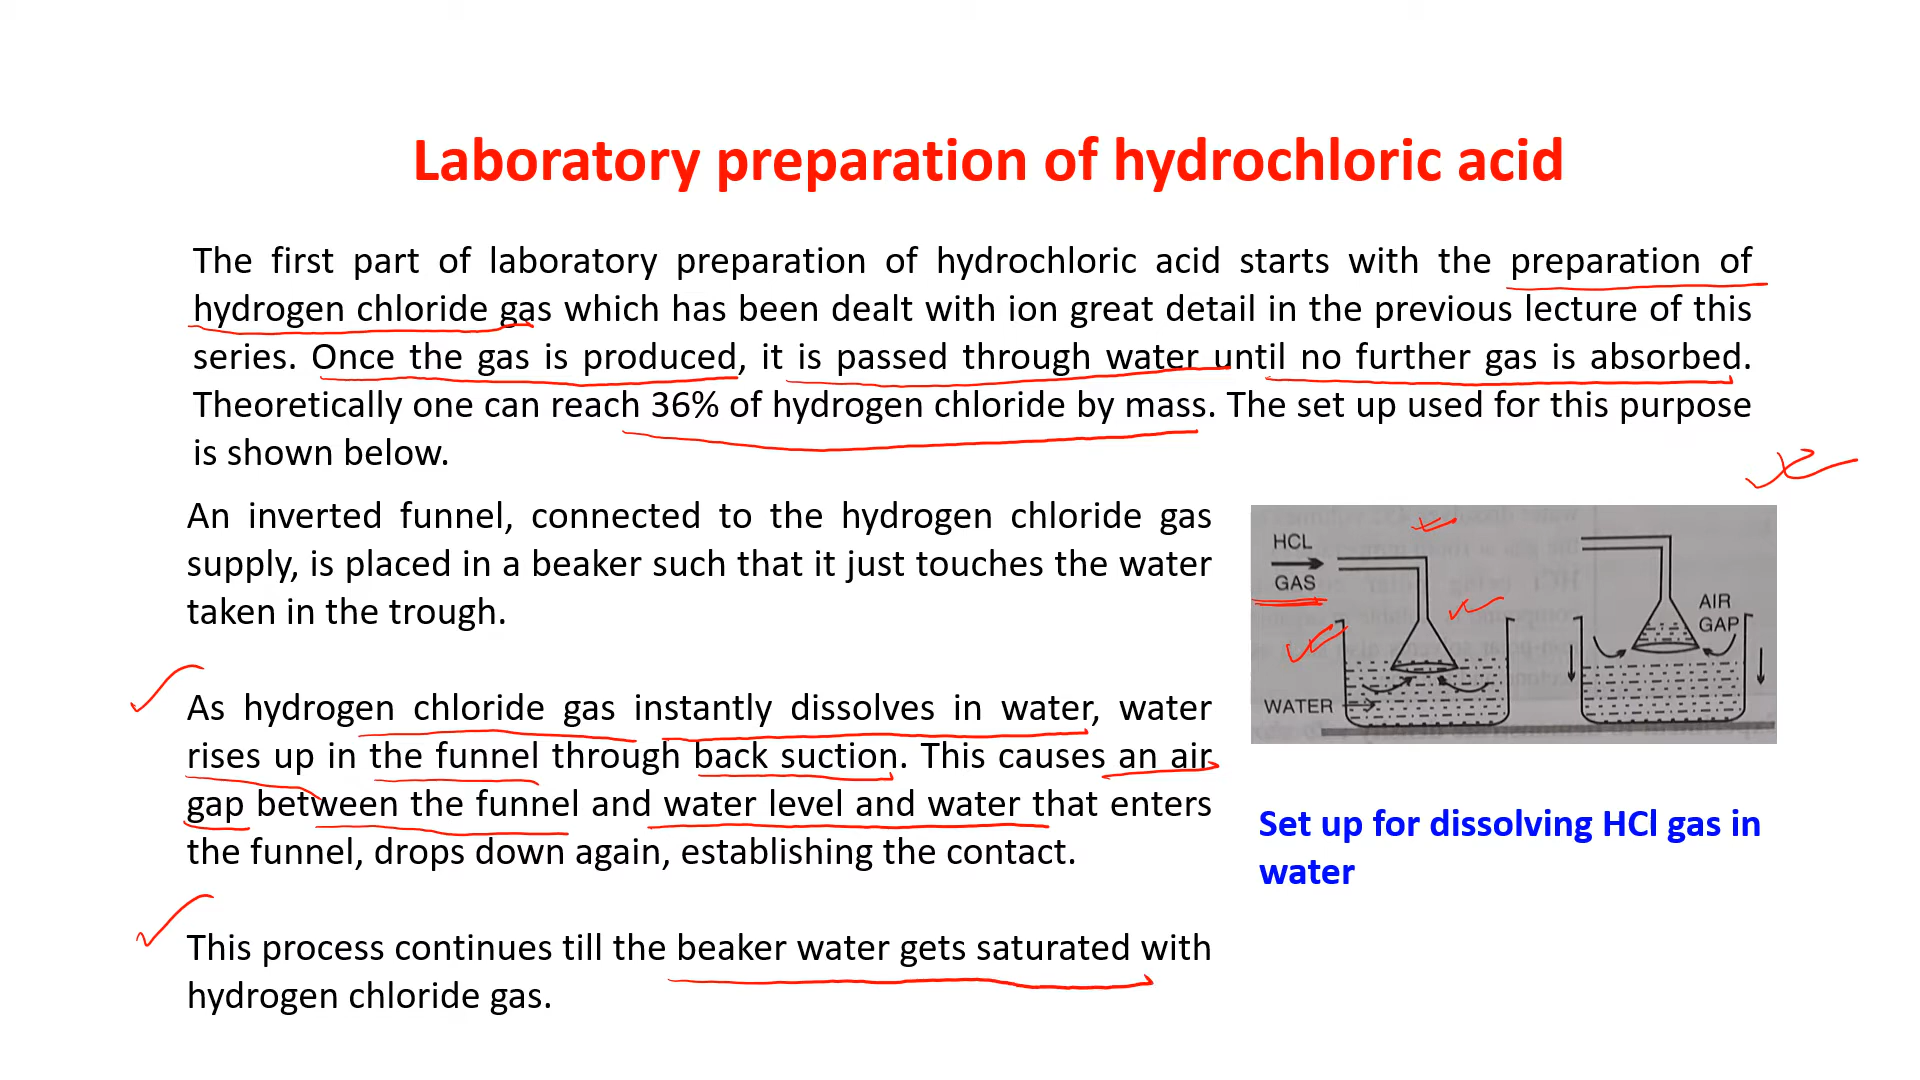 Laboratory preparation of hydrochloric acid
The first part of laboratory preparation of hydrochloric acid starts with the preparation of
hydrogen chloride gas which has been dealt with ion great detail in the previous lecture of this
series. Once the gas is produced, it is passed through water until no further gas is absorbed.
Theoretically one can reach 36% of hydrogen chloride by mass. The set up used for this purpose
is shown below.
An inverted funnel, connected to the hydrogen chloride gas
supply, is placed in a beaker such that it just touches the water
taken in the trough.
As hydrogen chloride gas instantly dissolves in water, water
rises up in the funnel through back suction. This causes an air
gap between the funnel and water level and water that enters
the funnel, drops down again, establishing the contact.
This process continues till the beaker water gets saturated with
hydrogen chloride gas.
HCL
GAS
WATER
AIR
GAP
Set up for dissolving HCl gas in
water